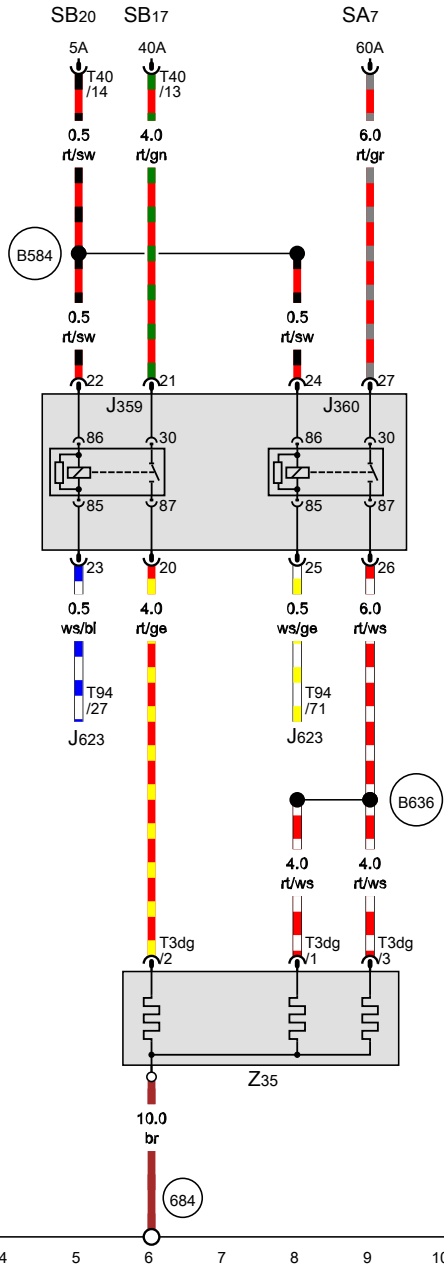 SB20 SB17 SA7
5A 40A 60A
T40 T40
/14 /13
0.5 4.0 6.0
rt/sw rt/gn rt/gr
B584
0.5 0.5
rt/sw rt/sw
22 21 24 27
J359 J360
86 30 86 30
85 87 85 87
23 20 25 26
0.5 4.0 0.5 6.0
ws/bl rt/ge ws/ge rt/ws
T94 T94
/27 /71
J623 J623
B636
4.0 4.0
rt/ws rt/ws
T3dg T3dg T3dg
/2 /1 /3
Z35
10.0
br
684
4 5 6 7 8 9 10